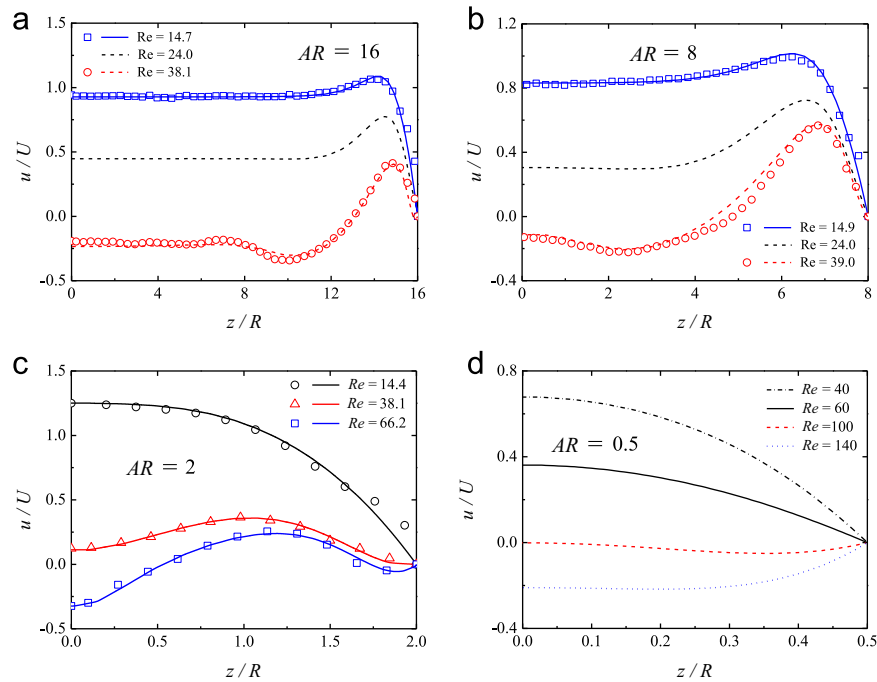 a
1.5
1.0
0.5
0.0
-0.5
0
4
8
12
16
u / U
z / R
Re = 14.7
Re = 24.0
Re = 38.1
AR = 16
b
1.2
0.8
0.4
0.0
-0.4
0
2
4
6
8
u / U
z / R
AR = 8
Re = 14.9
Re = 24.0
Re = 39.0
c
1.5
1.0
0.5
0.0
-0.5
0.0
0.5
1.0
1.5
2.0
u / U
z / R
Re = 14.4
Re = 38.1
Re = 66.2
AR = 2
d
0.8
0.4
0.0
-0.4
0.0
0.1
0.2
0.3
0.4
0.5
u / U
z / R
AR = 0.5
Re = 40
Re = 60
Re =100
Re = 140